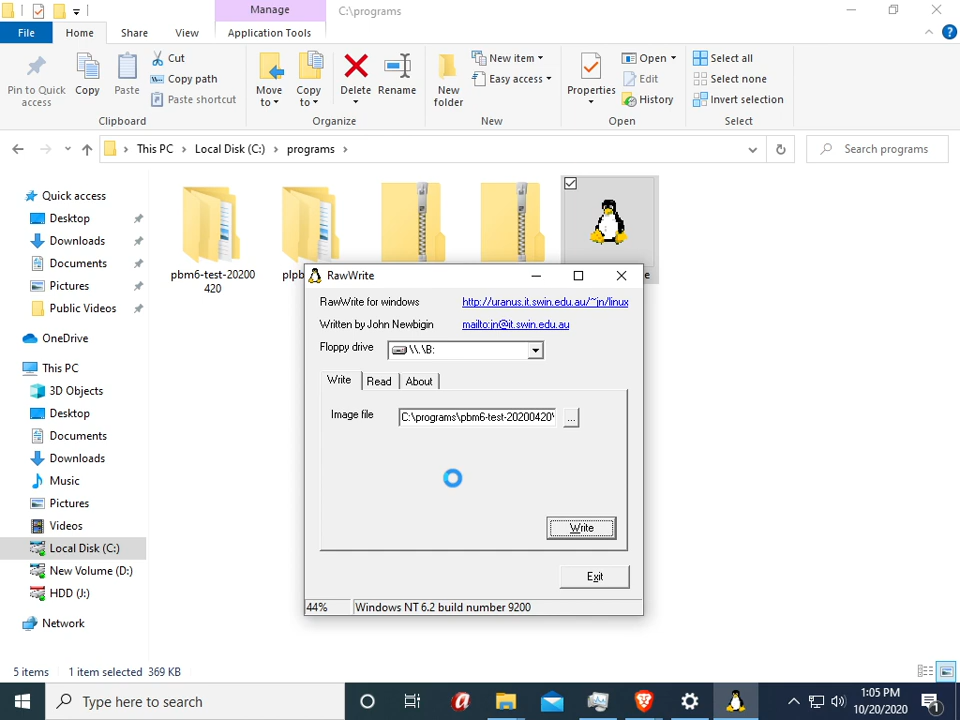 Manage
C:\programs
File
Home
Share
View
Application Tools
Pin to Quick access
Copy
Paste
Cut
Copy path
Paste shortcut
Clipboard
Move to
Copy to
Delete
Rename
Organize
New folder
New item
Easy access
New
Properties
Open
Edit
History
Open
Select all
Select none
Invert selection
Select
This PC
Local Disk (C:)
programs
Search programs
Quick access
Desktop
Downloads
Documents
Pictures
Public Videos
OneDrive
This PC
3D Objects
Desktop
Documents
Downloads
Music
Pictures
Videos
Local Disk (C:)
New Volume (D:)
HDD (J:)
Network
pbm6-test-20200
420
plpb
e
RawWrite
RawWrite for windows
http://uranus.it.swin.edu.au/~jn/linux
Written by John Newbigin
mailto:jn@it.swin.edu.au
Floppy drive
\\.\B:
Write
Read
About
Image file
C:\programs\pbm6-test-20200420\
...
Write
Exit
44%
Windows NT 6.2 build number 9200
5 items
1 item selected 369 KB
Type here to search
1:05 PM
10/20/2020
1